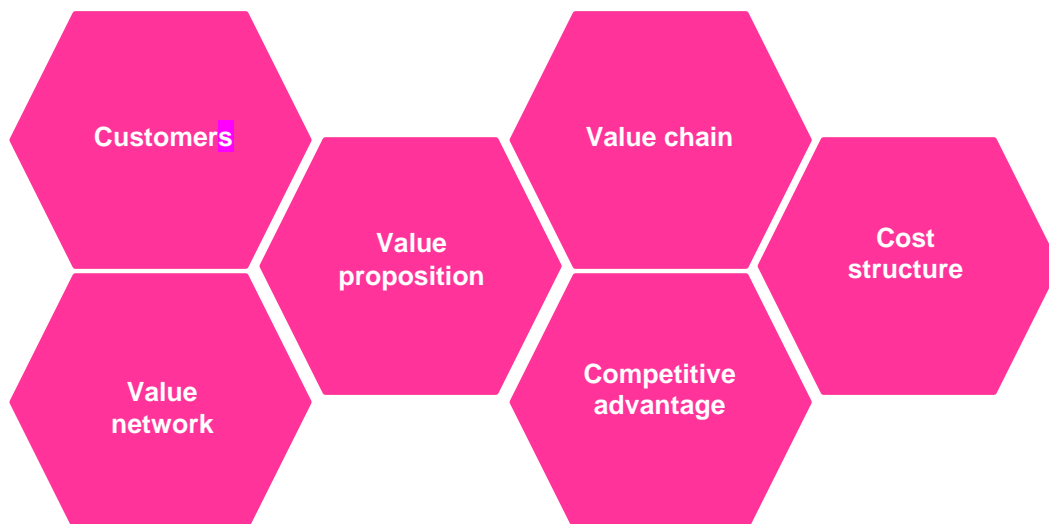 Customers
Value chain
Value
proposition
Cost
structure
Value
network
Competitive
advantage